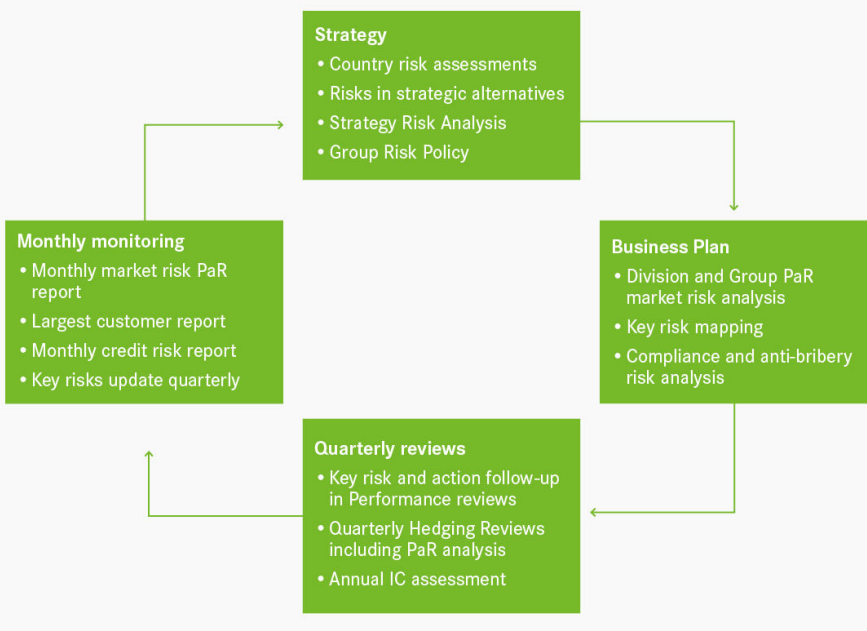 Strategy
• Country risk assessments
• Risks in strategic alternatives
• Strategy Risk Analysis
• Group Risk Policy
Monthly monitoring
• Monthly market risk PaR
report
• Largest customer report
• Monthly credit risk report
• Key risks update quarterly
Business Plan
• Division and Group PaR
market risk analysis
• Key risk mapping
• Compliance and anti-bribery
risk analysis
Quarterly reviews
• Key risk and action follow-up
in Performance reviews
• Quarterly Hedging Reviews
including PaR analysis
• Annual IC assessment